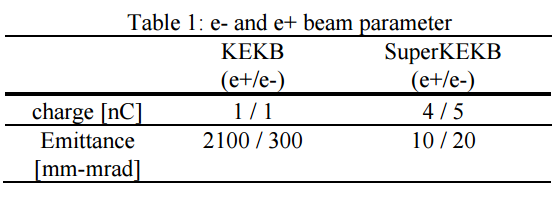 Table 1: e- and e+ beam parameter
KEKB SuperKEKB
(e+/e-) (e+/e-)
charge [nC] 1 / 1 4 / 5
Emittance 2100 / 300 10 / 20
[mm-mrad]